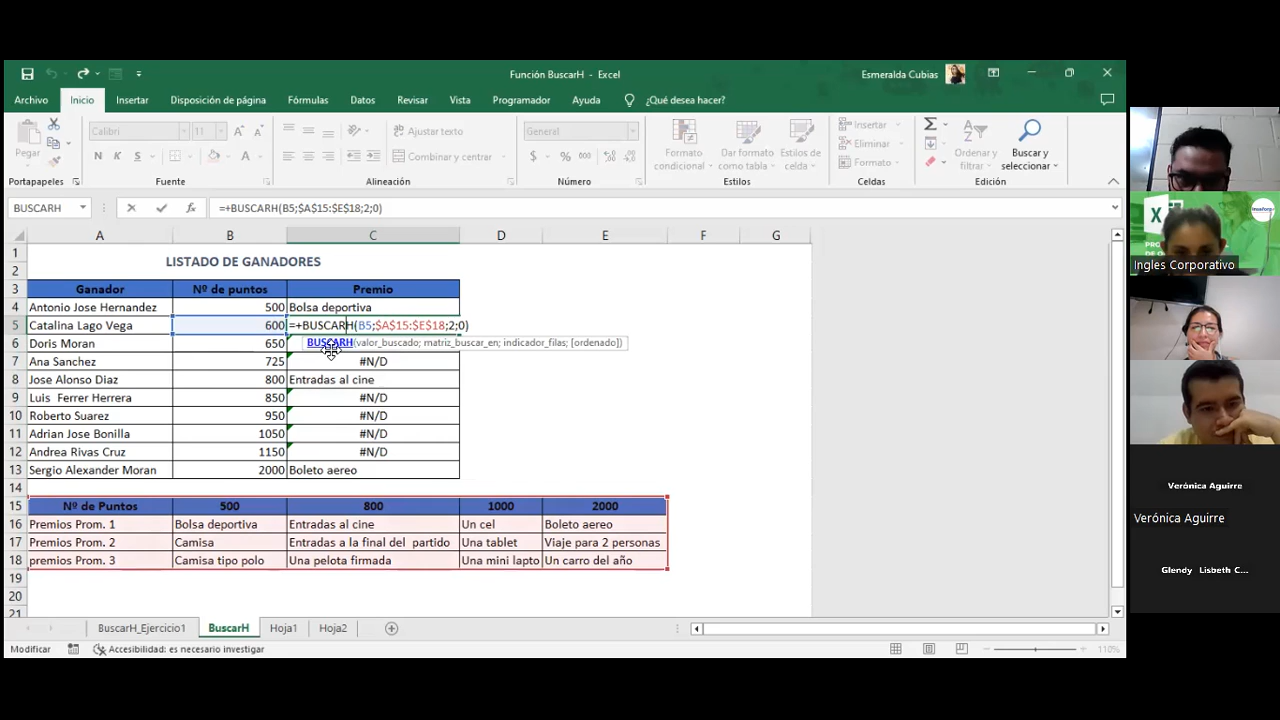 Función BuscarH - Excel
Esmeralda Cubias
Archivo Inicio Insertar Disposición de página Fórmulas Datos Revisar Vista Programador Ayuda ¿Qué desea hacer?
Pegar
Calibri 11
N K S
Ajustar texto
Combinar y centrar
General
$ % 000
Formato condicional
Dar formato como tabla
Estilos de celda
Insertar
Eliminar
Formato
Ordenar y filtrar
Buscar y seleccionar
Portapapeles Fuente Alineación Número Estilos Celdas Edición
BUSCARH fx =+BUSCARH(B5;$A$15:$E$18;2;0)
A B C D E F G
1
2 LISTADO DE GANADORES
3 Ganador Nº de puntos Premio
4 Antonio Jose Hernandez 500 Bolsa deportiva
5 Catalina Lago Vega 600 =+BUSCARH(B5;$A$15:$E$18;2;0)
6 Doris Moran 650 BUSCARH(valor_buscado; matriz_buscar_en; indicador_filas; [ordenado])
7 Ana Sanchez 725 #N/D
8 Jose Alonso Diaz 800 Entradas al cine
9 Luis Ferrer Herrera 850 #N/D
10 Roberto Suarez 950 #N/D
11 Adrian Jose Bonilla 1050 #N/D
12 Andrea Rivas Cruz 1150 #N/D
13 Sergio Alexander Moran 2000 Boleto aereo
14
15 Nº de Puntos 500 800 1000 2000
16 Premios Prom. 1 Bolsa deportiva Entradas al cine Un cel Boleto aereo
17 Premios Prom. 2 Camisa Entradas a la final del partido Una tablet Viaje para 2 personas
18 premios Prom. 3 Camisa tipo polo Una pelota firmada Una mini lapto Un carro del año
19
20
21
BuscarH_Ejercicio1 BuscarH Hoja1 Hoja2
Modificar Accesibilidad: es necesario investigar 110%
Ingles Corporativo
Verónica Aguirre
Verónica Aguirre
Glendy Lisbeth C...